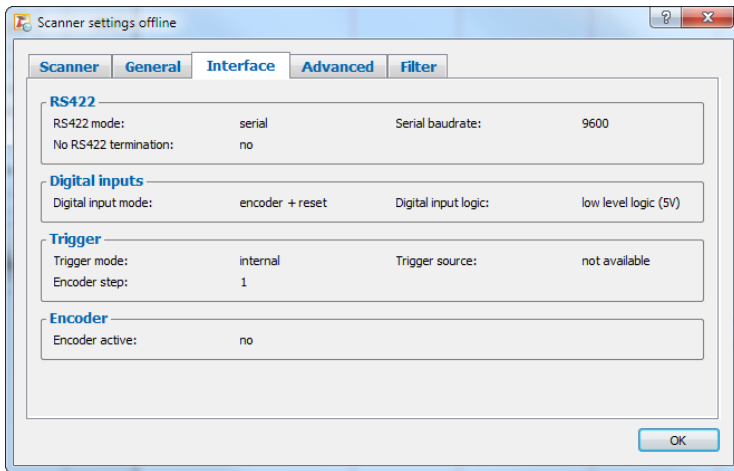 Scanner settings offline
Scanner General Interface Advanced Filter
RS422
RS422 mode: serial Serial baudrate: 9600
No RS422 termination: no
Digital inputs
Digital input mode: encoder + reset Digital input logic: low level logic (5V)
Trigger
Trigger mode: internal Trigger source: not available
Encoder step: 1
Encoder
Encoder active: no
OK